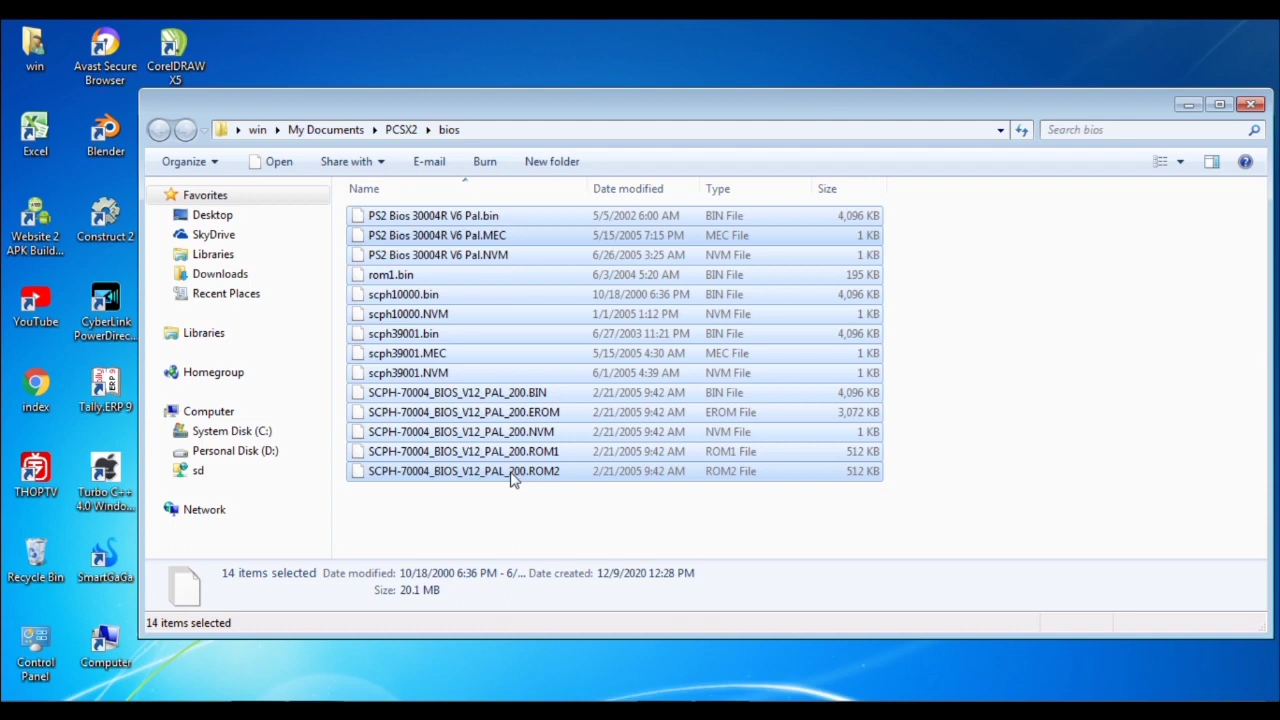 win
Avast Secure
Browser
CorelDRAW
X5
Excel
Blender
Website 2
APK Build...
Construct 2
YouTube
CyberLink
PowerDirec...
index
Tally.ERP 9
THOPTV
Turbo C++
4.0 Windo...
Recycle Bin
SmartGaGa
Control
Panel
Computer
win ▸ My Documents ▸ PCSX2 ▸ bios
Search bios
Organize Open Share with E-mail Burn New folder
Favorites
Desktop
SkyDrive
Libraries
Downloads
Recent Places
Libraries
Homegroup
Computer
System Disk (C:)
Personal Disk (D:)
sd
Network
Name Date modified Type Size
PS2 Bios 30004R V6 Pal.bin 5/5/2002 6:00 AM BIN File 4,096 KB
PS2 Bios 30004R V6 Pal.MEC 5/15/2005 7:15 PM MEC File 1 KB
PS2 Bios 30004R V6 Pal.NVM 6/26/2005 3:25 AM NVM File 1 KB
rom1.bin 6/3/2004 5:20 AM BIN File 195 KB
scph10000.bin 10/18/2000 6:36 PM BIN File 4,096 KB
scph10000.NVM 1/1/2005 1:12 PM NVM File 1 KB
scph39001.bin 6/27/2003 11:21 PM BIN File 4,096 KB
scph39001.MEC 5/15/2005 4:30 AM MEC File 1 KB
scph39001.NVM 6/1/2005 4:39 AM NVM File 1 KB
SCPH-70004_BIOS_V12_PAL_200.BIN 2/21/2005 9:42 AM BIN File 4,096 KB
SCPH-70004_BIOS_V12_PAL_200.EROM 2/21/2005 9:42 AM EROM File 3,072 KB
SCPH-70004_BIOS_V12_PAL_200.NVM 2/21/2005 9:42 AM NVM File 1 KB
SCPH-70004_BIOS_V12_PAL_200.ROM1 2/21/2005 9:42 AM ROM1 File 512 KB
SCPH-70004_BIOS_V12_PAL_200.ROM2 2/21/2005 9:42 AM ROM2 File 512 KB
14 items selected Date modified: 10/18/2000 6:36 PM - 6/... Date created: 12/9/2020 12:28 PM
Size: 20.1 MB
14 items selected